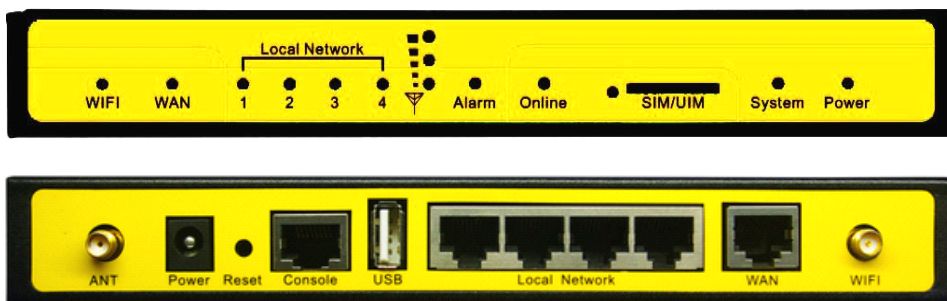 Local Network
WIFI WAN 1 2 3 4 Alarm Online SIM/UIM System Power
ANT Power Reset Console USB Local Network WAN WIFI